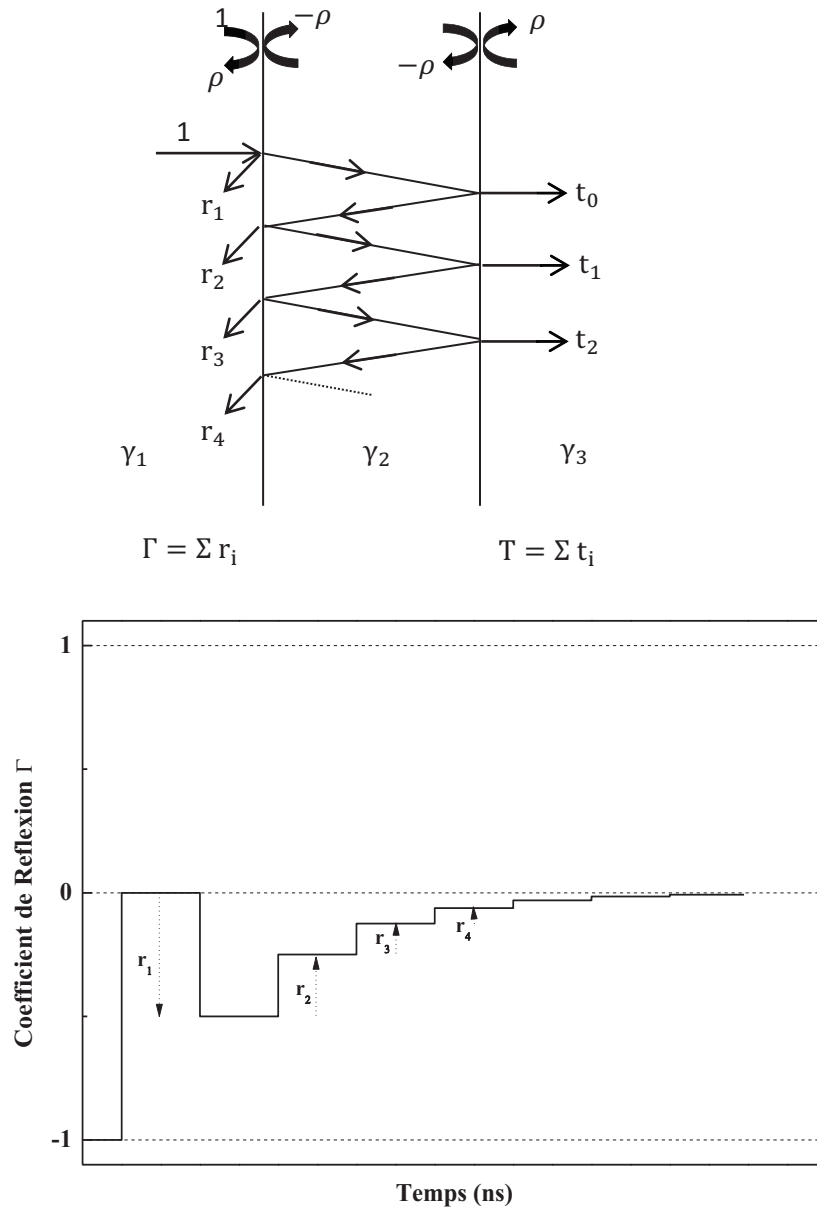 1 −ρ ρ
ρ −ρ
1
r₁ t₀
r₂ t₁
r₃ t₂
r₄
γ₁ γ₂ γ₃
Γ = Σ rᵢ T = Σ tᵢ
1
0
-1
r₁
r₂
r₃
r₄
Coefficient de Reflexion Γ
Temps (ns)